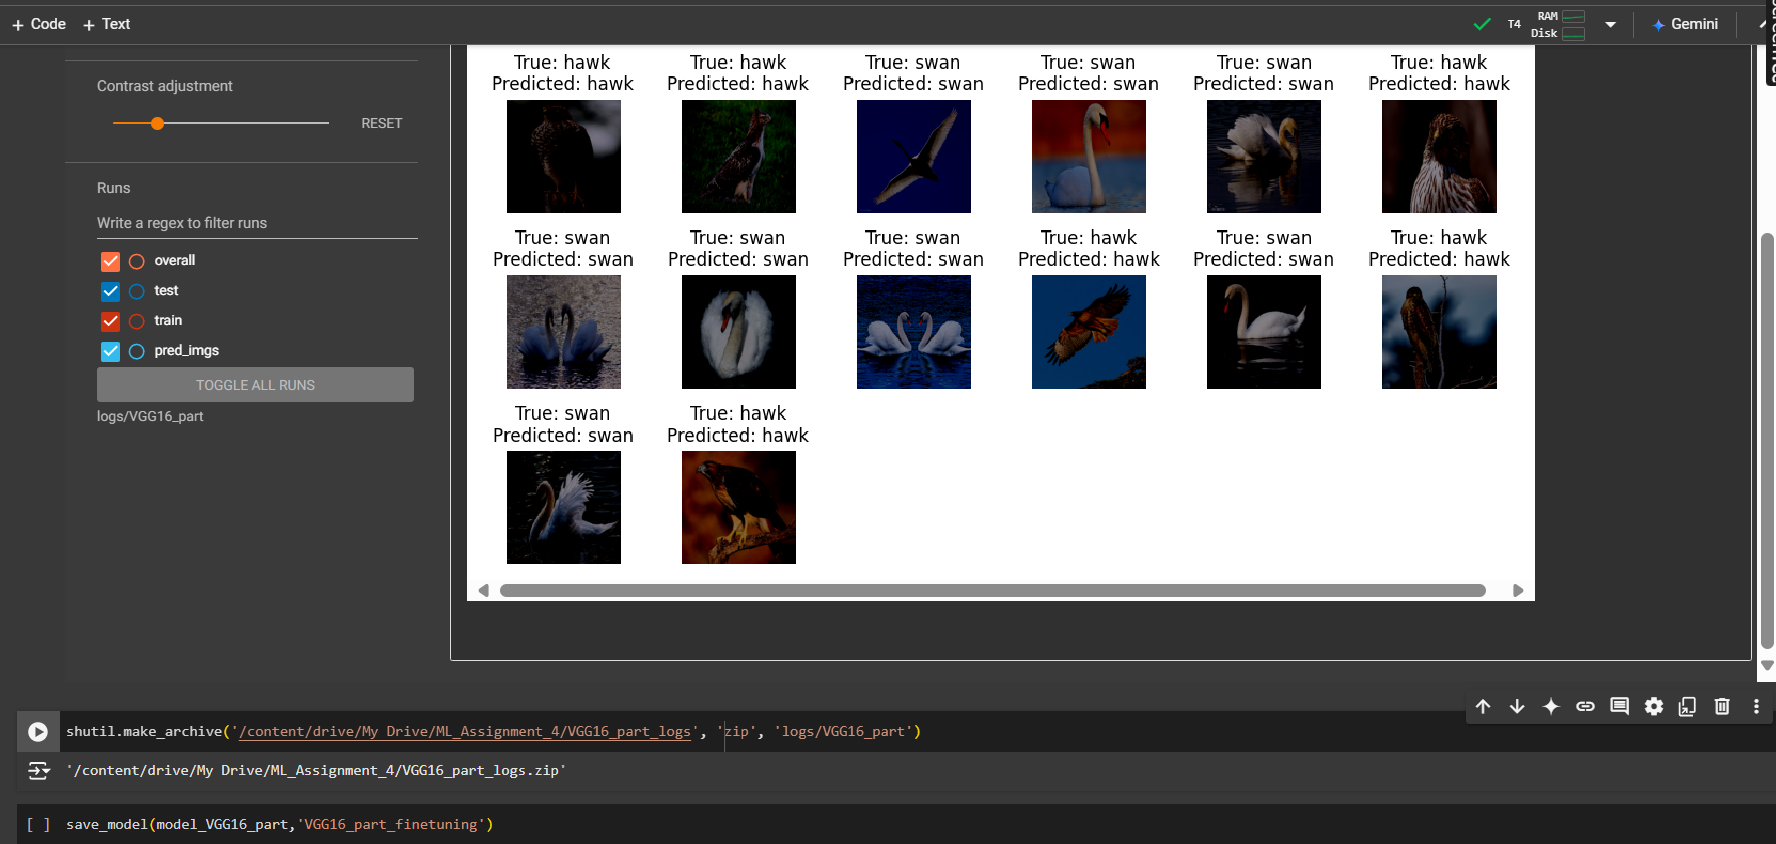 + Code + Text
T4
RAM
Disk
Gemini
Contrast adjustment
RESET
Runs
Write a regex to filter runs
overall
test
train
pred_imgs
TOGGLE ALL RUNS
logs/VGG16_part
True: hawk True: hawk True: swan True: swan True: swan True: hawk
Predicted: hawk Predicted: hawk Predicted: swan Predicted: swan Predicted: swan Predicted: hawk
True: swan True: swan True: swan True: hawk True: swan True: hawk
Predicted: swan Predicted: swan Predicted: swan Predicted: hawk Predicted: swan Predicted: hawk
True: swan True: hawk
Predicted: swan Predicted: hawk
shutil.make_archive('/content/drive/My Drive/ML_Assignment_4/VGG16_part_logs', 'zip', 'logs/VGG16_part')
'/content/drive/My Drive/ML_Assignment_4/VGG16_part_logs.zip'
[ ] save_model(model_VGG16_part,'VGG16_part_finetuning')